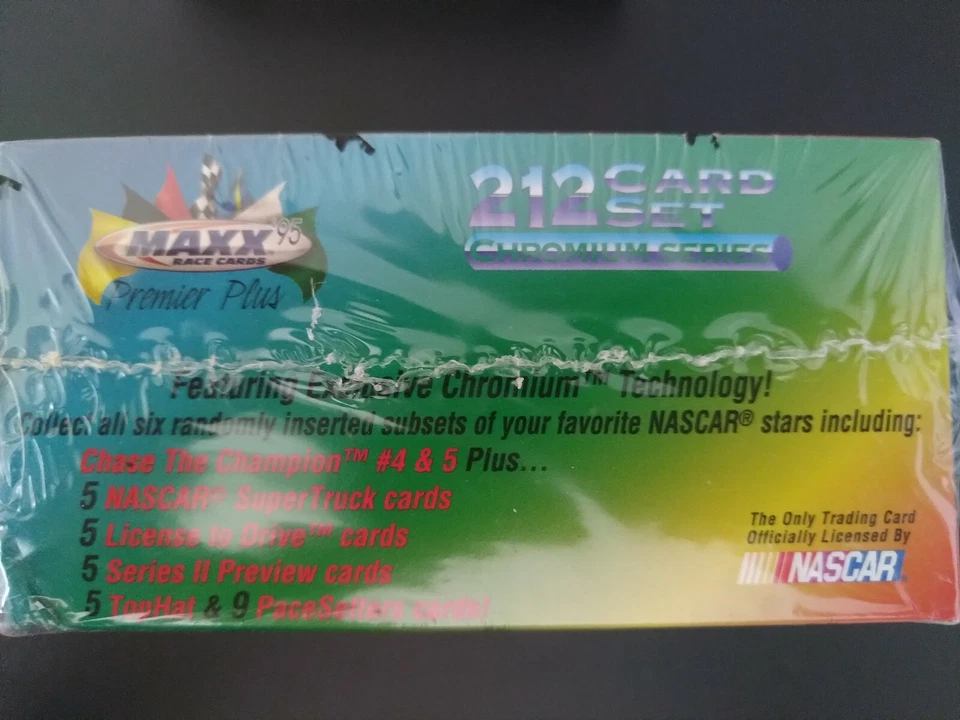 MAXX '95
RACE CARDS
Premier Plus
212 CARD SET
CHROMIUM SERIES
Featuring Exclusive Chromium™ Technology!
Collect all six randomly inserted subsets of your favorite NASCAR® stars including:
Chase The Champion™ #4 & 5 Plus...
5 NASCAR® SuperTruck cards
5 License to Drive™ cards
5 Series II Preview cards
5 TopHat & 9 PaceSetters cards!
The Only Trading Card
Officially Licensed By
NASCAR